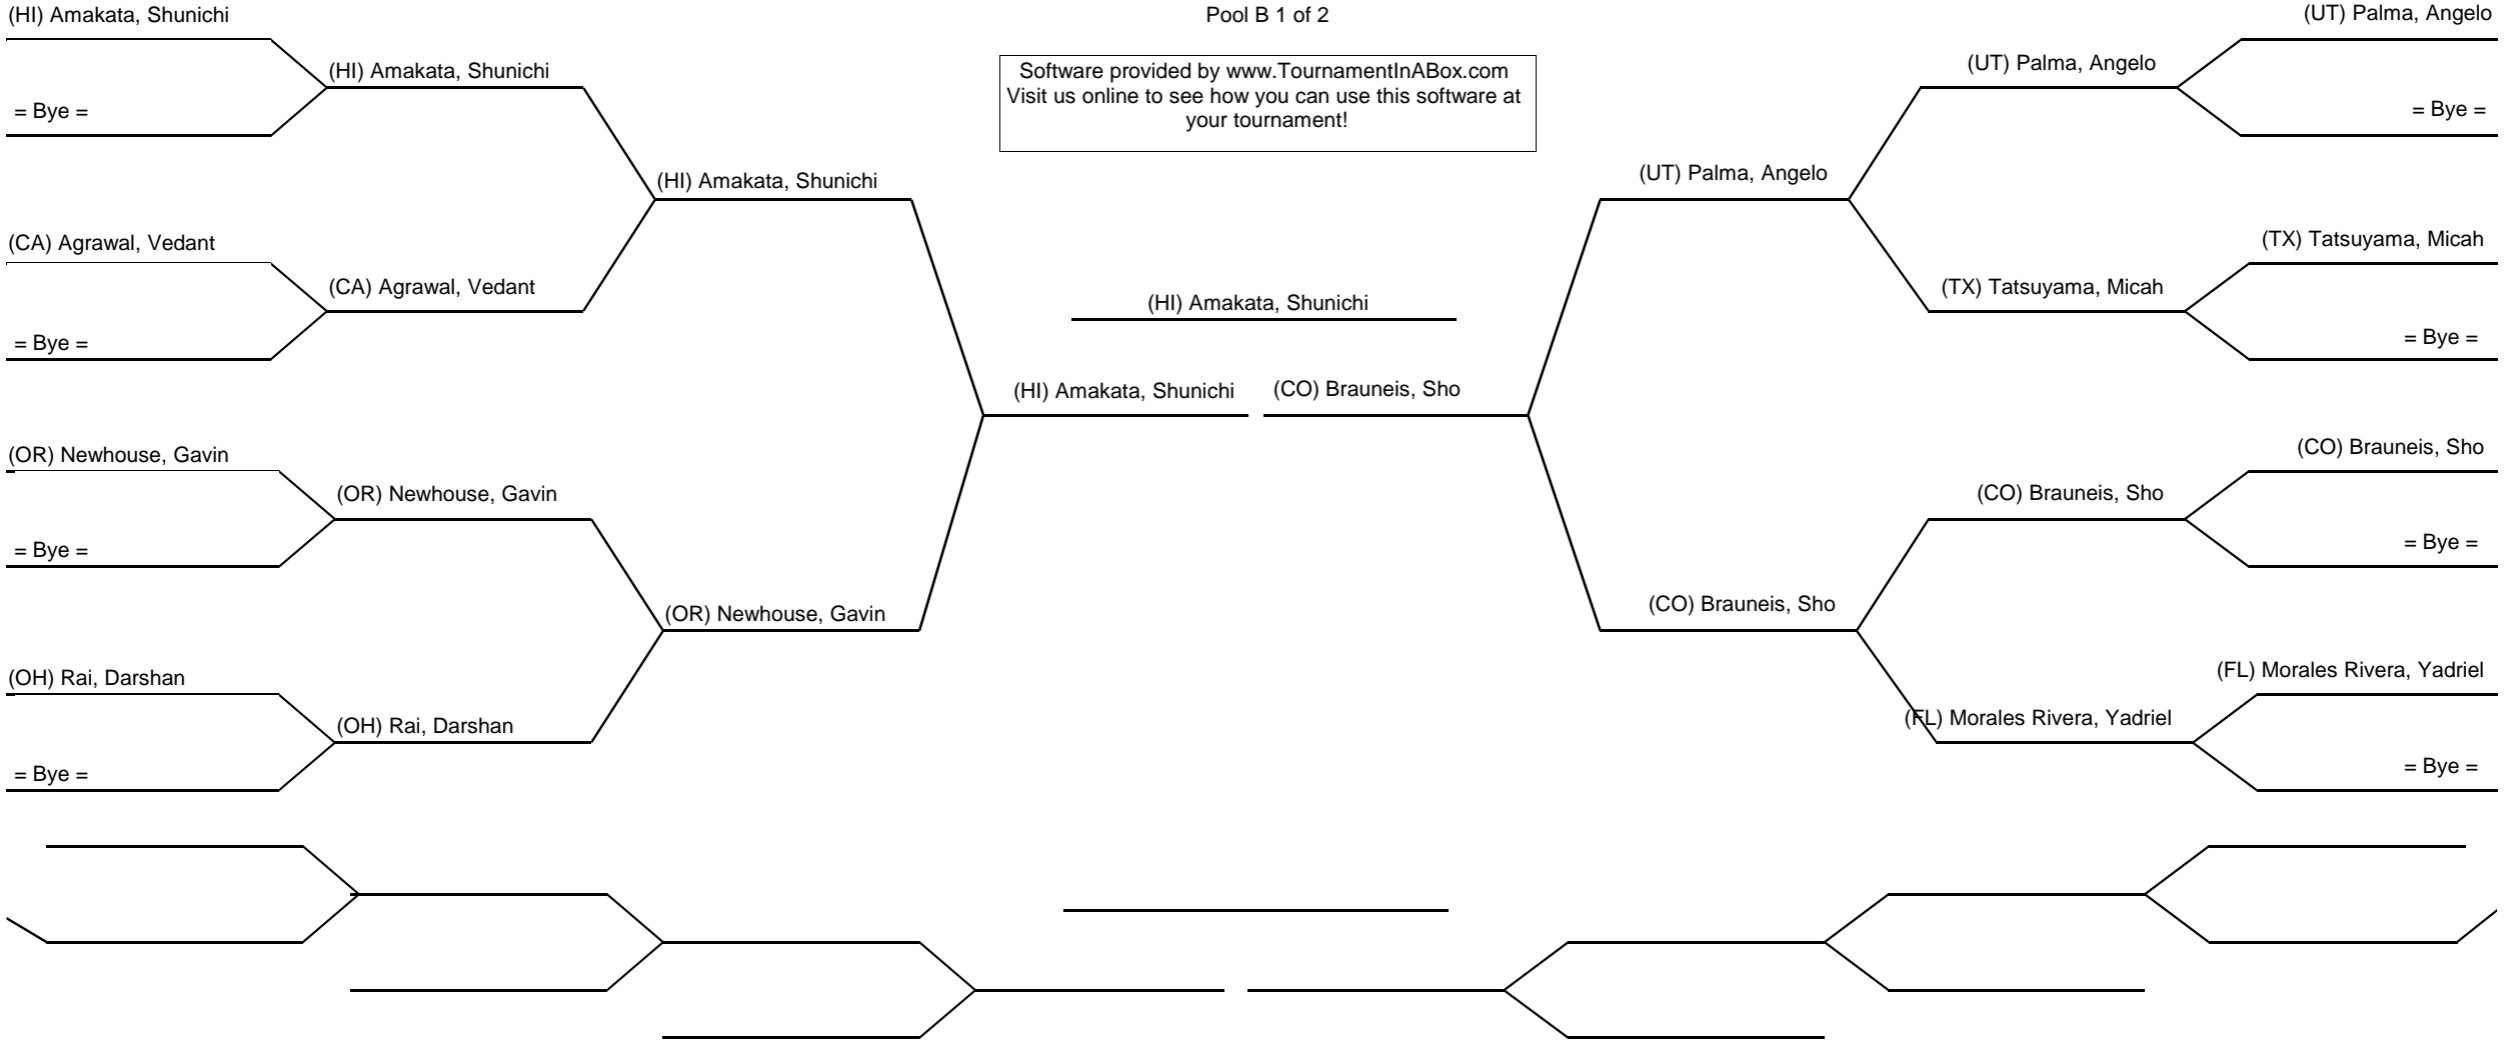 (HI) Amakata, Shunichi
Pool B 1 of 2
(UT) Palma, Angelo
(HI) Amakata, Shunichi
Software provided by www.TournamentInABox.com
Visit us online to see how you can use this software at
your tournament!
(UT) Palma, Angelo
= Bye =
= Bye =
(HI) Amakata, Shunichi
(UT) Palma, Angelo
(CA) Agrawal, Vedant
(TX) Tatsuyama, Micah
(CA) Agrawal, Vedant
(HI) Amakata, Shunichi
(TX) Tatsuyama, Micah
= Bye =
= Bye =
(HI) Amakata, Shunichi
(CO) Brauneis, Sho
(OR) Newhouse, Gavin
(CO) Brauneis, Sho
(OR) Newhouse, Gavin
(CO) Brauneis, Sho
= Bye =
= Bye =
(OR) Newhouse, Gavin
(CO) Brauneis, Sho
(OH) Rai, Darshan
(FL) Morales Rivera, Yadriel
(OH) Rai, Darshan
(FL) Morales Rivera, Yadriel
= Bye =
= Bye =